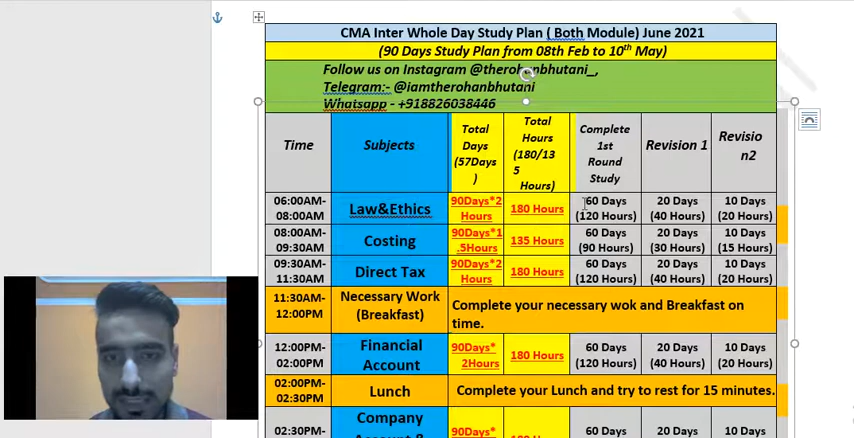 CMA Inter Whole Day Study Plan ( Both Module) June 2021
(90 Days Study Plan from 08th Feb to 10th May)
Follow us on Instagram @therohanbhutani_,
Telegram:- @iamtherohanbhutani
Whatsapp - +918826038446
Time
Subjects
Total
Days
(57Days
)
Total
Hours
(180/13
5
Hours)
Complete
1st
Round
Study
Revision 1
Revisio
n2
06:00AM-
08:00AM
Law&Ethics
90Days*2
Hours
180 Hours
60 Days
(120 Hours)
20 Days
(40 Hours)
10 Days
(20 Hours)
08:00AM-
09:30AM
Costing
90Days*1
.5Hours
135 Hours
60 Days
(90 Hours)
20 Days
(30 Hours)
10 Days
(15 Hours)
09:30AM-
11:30AM
Direct Tax
90Days*2
Hours
180 Hours
60 Days
(120 Hours)
20 Days
(40 Hours)
10 Days
(20 Hours)
11:30AM-
12:00PM
Necessary Work
(Breakfast)
Complete your necessary wok and Breakfast on
time.
12:00PM-
02:00PM
Financial
Account
90Days*
2Hours
180 Hours
60 Days
(120 Hours)
20 Days
(40 Hours)
10 Days
(20 Hours)
02:00PM-
02:30PM
Lunch
Complete your Lunch and try to rest for 15 minutes.
02:30PM-
Company
Account &
90Days*
180 Hours
60 Days
20 Days
10 Days